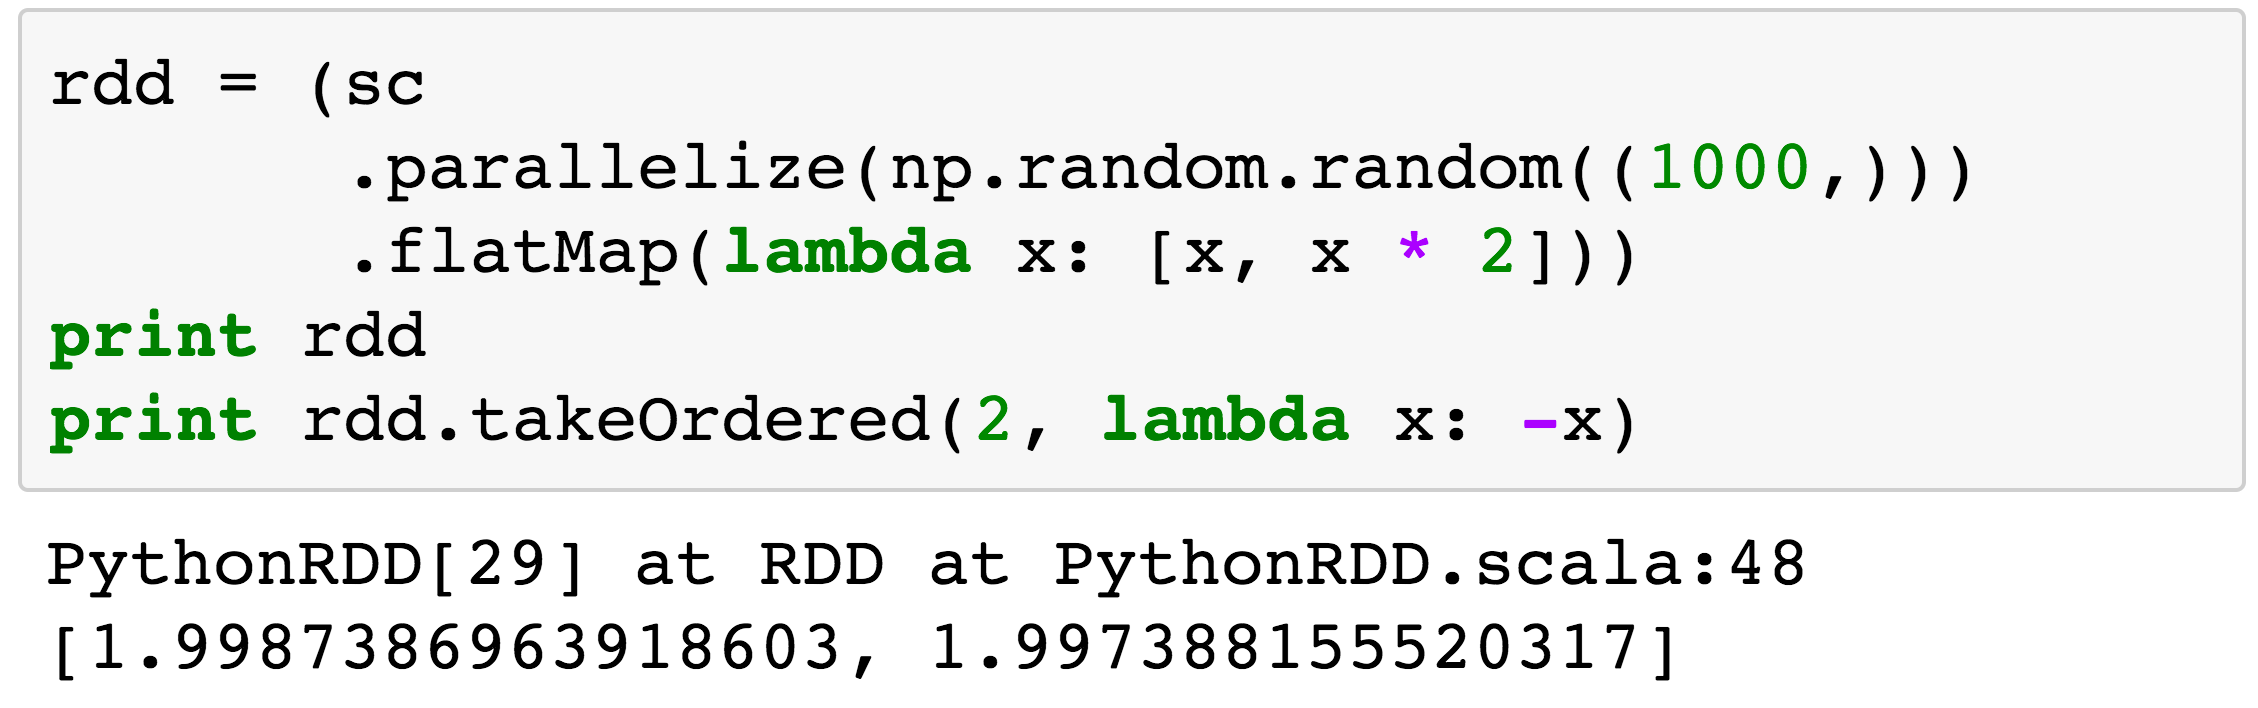 rdd = (sc
       .parallelize(np.random.random((1000,)))
       .flatMap(lambda x: [x, x * 2]))
print rdd
print rdd.takeOrdered(2, lambda x: -x)
PythonRDD[29] at RDD at PythonRDD.scala:48
[1.9987386963918603, 1.997388155520317]